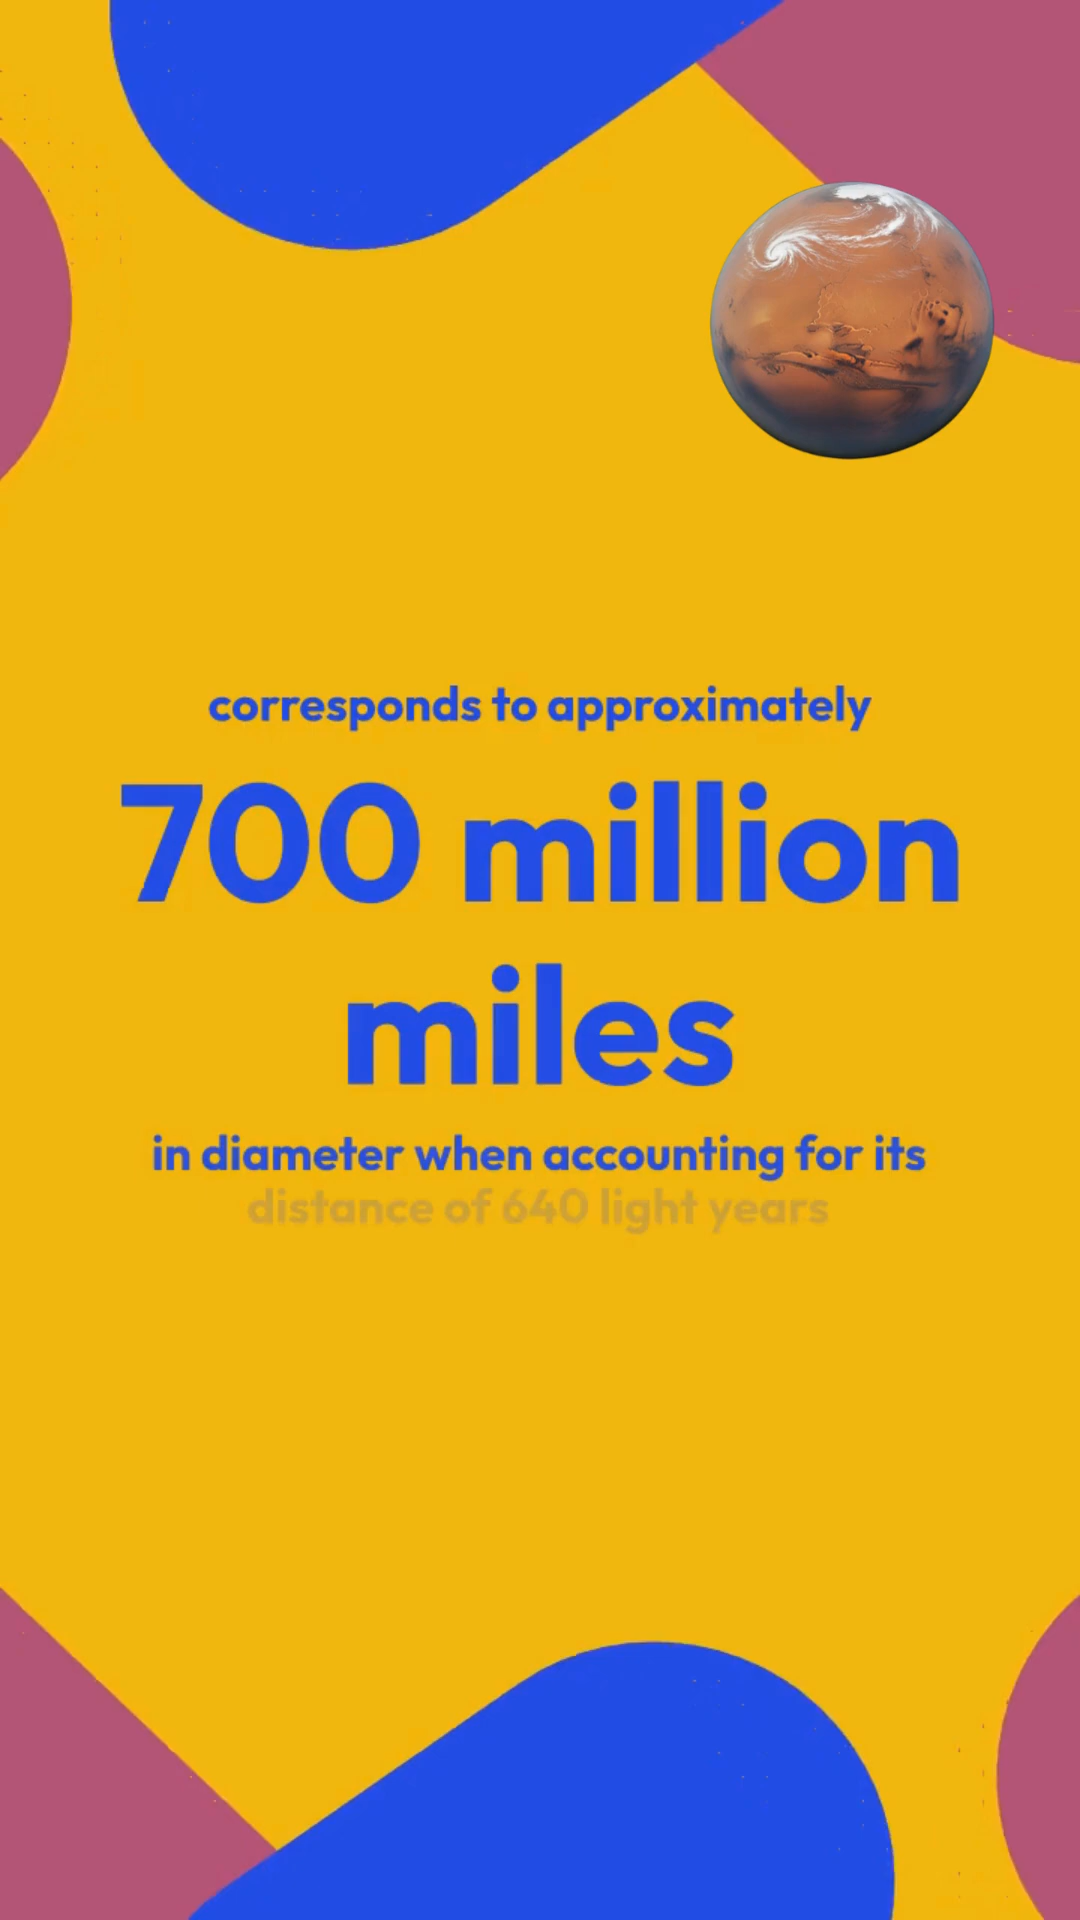 corresponds to approximately
700 million
miles
in diameter when accounting for its
distance of 640 light years